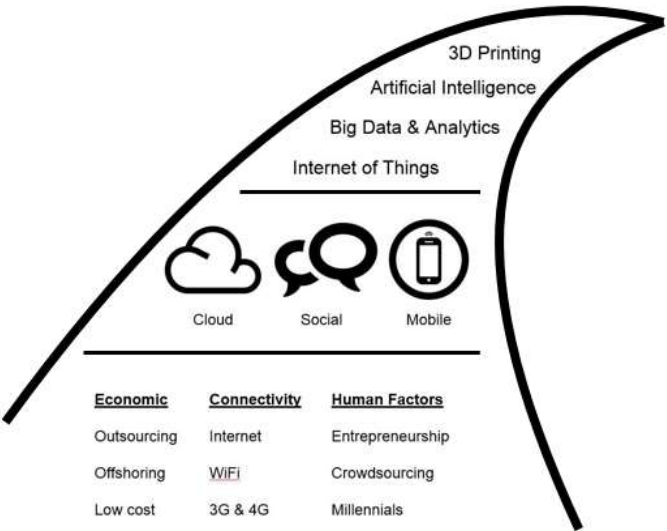 3D Printing
Artificial Intelligence
Big Data & Analytics
Internet of Things
Cloud Social Mobile
Economic Connectivity Human Factors
Outsourcing Internet Entrepreneurship
Offshoring WiFi Crowdsourcing
Low cost 3G & 4G Millennials